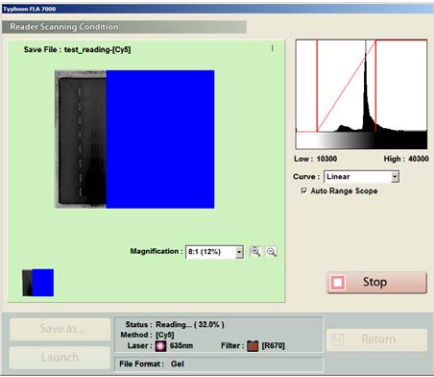 Typhoon FLA 7000
Reader Scanning Condition
Save File : test_reading-[Cy5]
Low : 10300 High : 40300
Curve : Linear
Auto Range Scope
Magnification : 8:1 (12%)
Stop
Save as ..
Launch
Status : Reading... ( 32.0% )
Method : [Cy5]
Laser : 635nm Filter : [R670]
File Format : Gel
Return